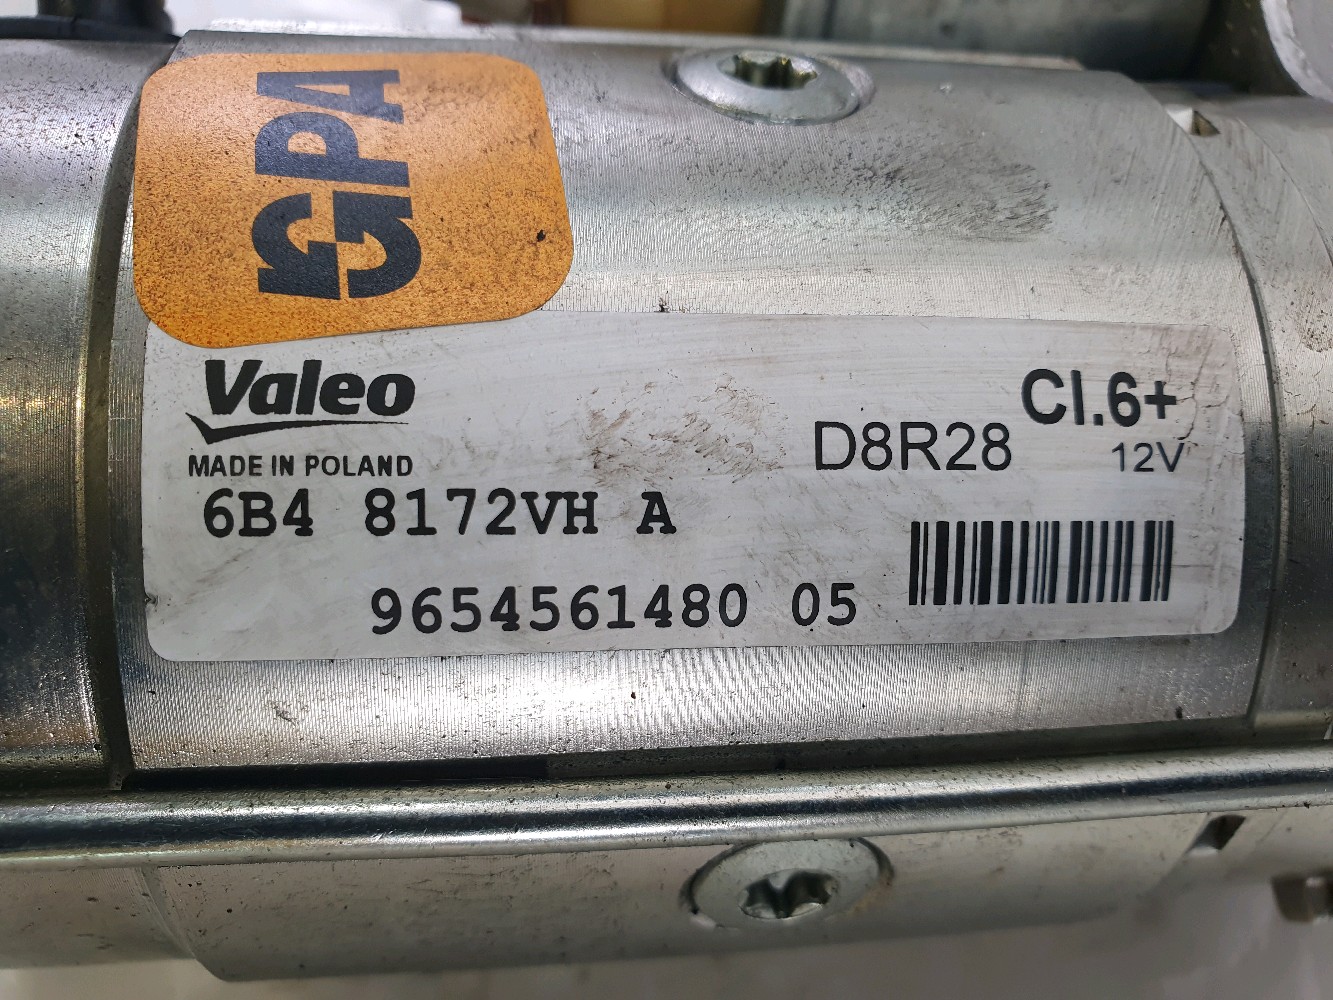 GPA
Valeo
MADE IN POLAND
D8R28
Cl.6+
12V
6B4 8172VH A
9654561480 05